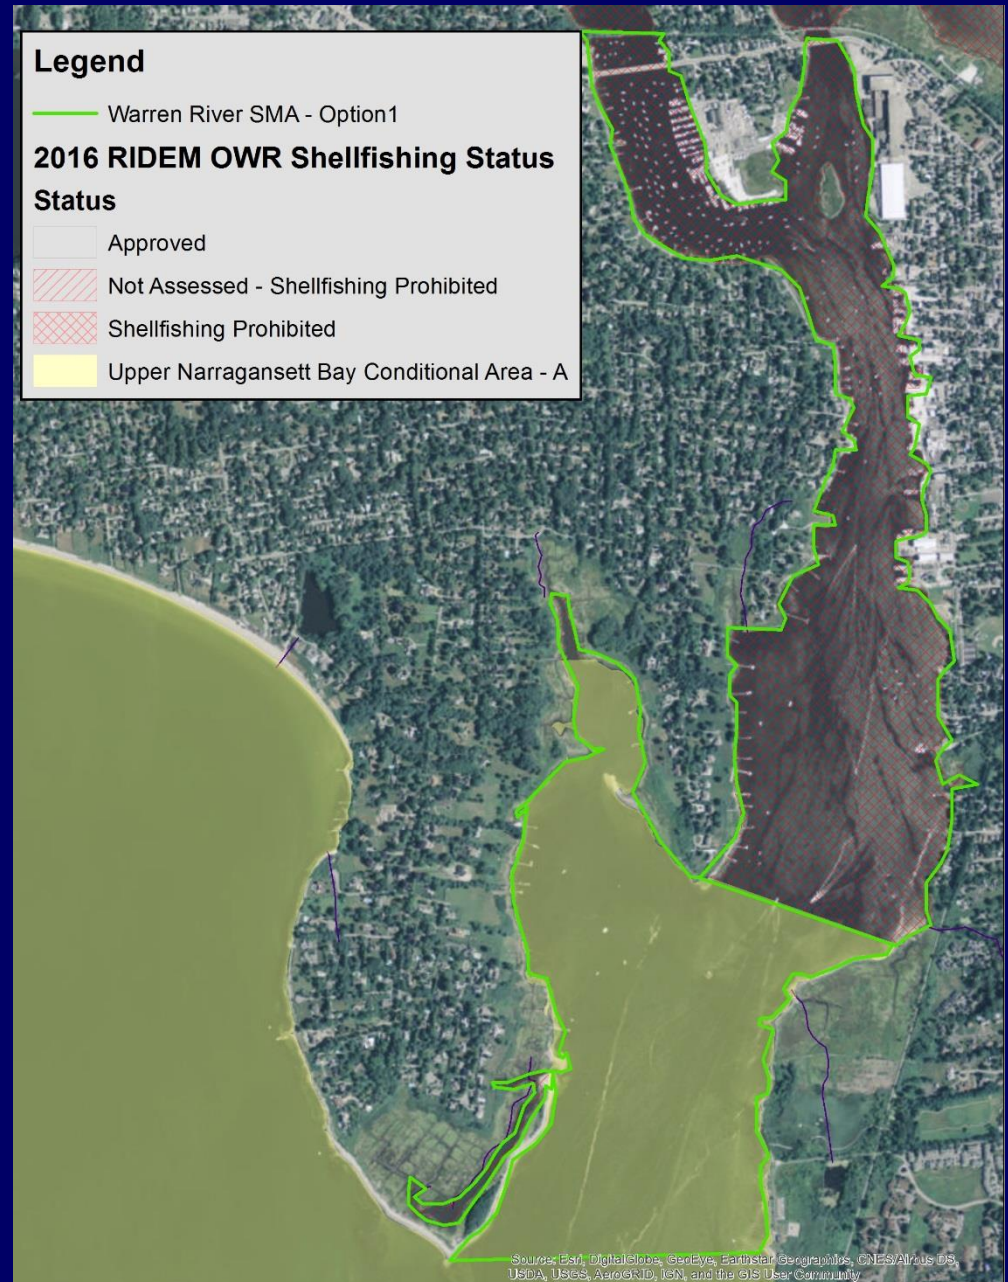 Legend
Warren River SMA - Option1
2016 RIDEM OWR Shellfishing Status
Status
Approved
Not Assessed - Shellfishing Prohibited
Shellfishing Prohibited
Upper Narragansett Bay Conditional Area - A
Source: Esri, DigitalGlobe, GeoEye, Earthstar Geographics, CNES/Airbus DS,
USDA, USGS, AeroGRID, IGN, and the GIS User Community